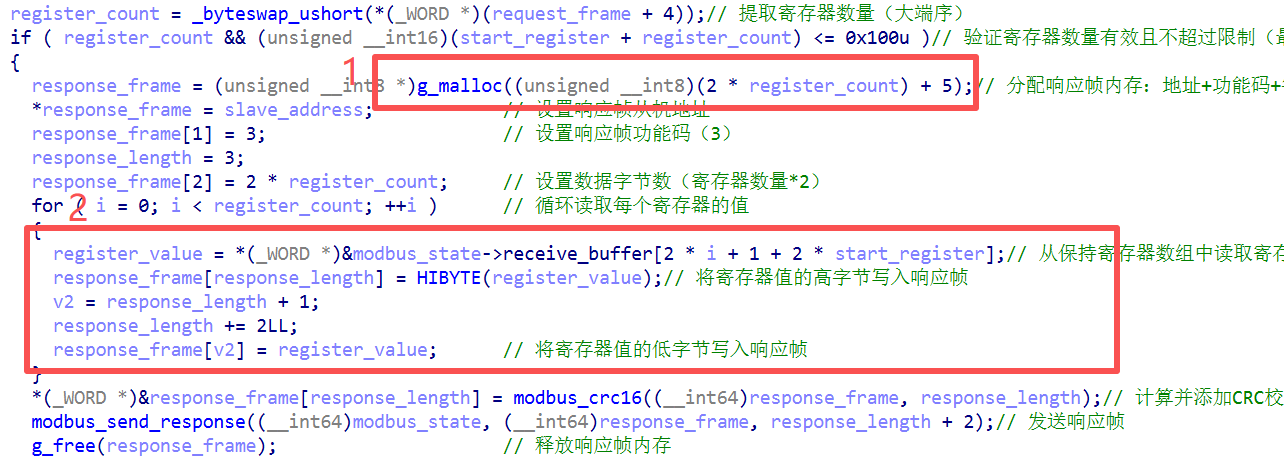 register_count = _byteswap_ushort(*(_WORD *)(request_frame + 4));// 提取寄存器数量（大端序）
if ( register_count && (unsigned __int16)(start_register + register_count) <= 0x100u )// 验证寄存器数量有效且不超过限制（最
{
1
response_frame = (unsigned __int8 *)g_malloc((unsigned __int8)(2 * register_count) + 5);// 分配响应帧内存：地址+功能码+
*response_frame = slave_address; // 设置响应帧从机地址
response_frame[1] = 3; // 设置响应帧功能码（3）
response_length = 3;
response_frame[2] = 2 * register_count; // 设置数据字节数（寄存器数量*2）
2
for ( i = 0; i < register_count; ++i ) // 循环读取每个寄存器的值
{
register_value = *(_WORD *)&modbus_state->receive_buffer[2 * i + 1 + 2 * start_register];// 从保持寄存器数组中读取寄存
response_frame[response_length] = HIBYTE(register_value);// 将寄存器值的高字节写入响应帧
v2 = response_length + 1;
response_length += 2LL;
response_frame[v2] = register_value; // 将寄存器值的低字节写入响应帧
}
*(_WORD *)&response_frame[response_length] = modbus_crc16((__int64)response_frame, response_length);// 计算并添加CRC校
modbus_send_response((__int64)modbus_state, (__int64)response_frame, response_length + 2);// 发送响应帧
g_free(response_frame); // 释放响应帧内存